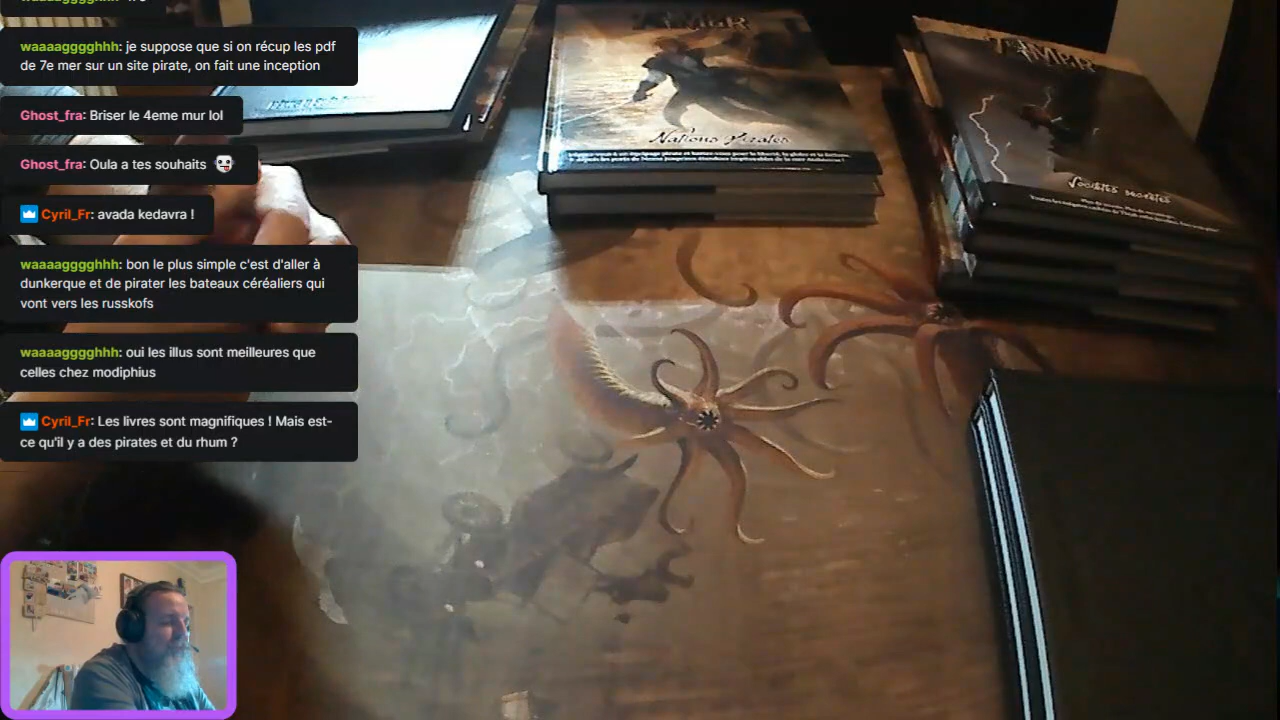 waaaagggghhh: je suppose que si on récup les pdf
de 7e mer sur un site pirate, on fait une inception
Ghost_fra: Briser le 4eme mur lol
Ghost_fra: Oula a tes souhaits
Cyril_Fr: avada kedavra !
waaaagggghhh: bon le plus simple c'est d'aller à
dunkerque et de pirater les bateaux céréaliers qui
vont vers les russkofs
waaaagggghhh: oui les illus sont meilleures que
celles chez modiphius
Cyril_Fr: Les livres sont magnifiques ! Mais est-
ce qu'il y a des pirates et du rhum ?
Nations Pirates
Sociétés secrètes